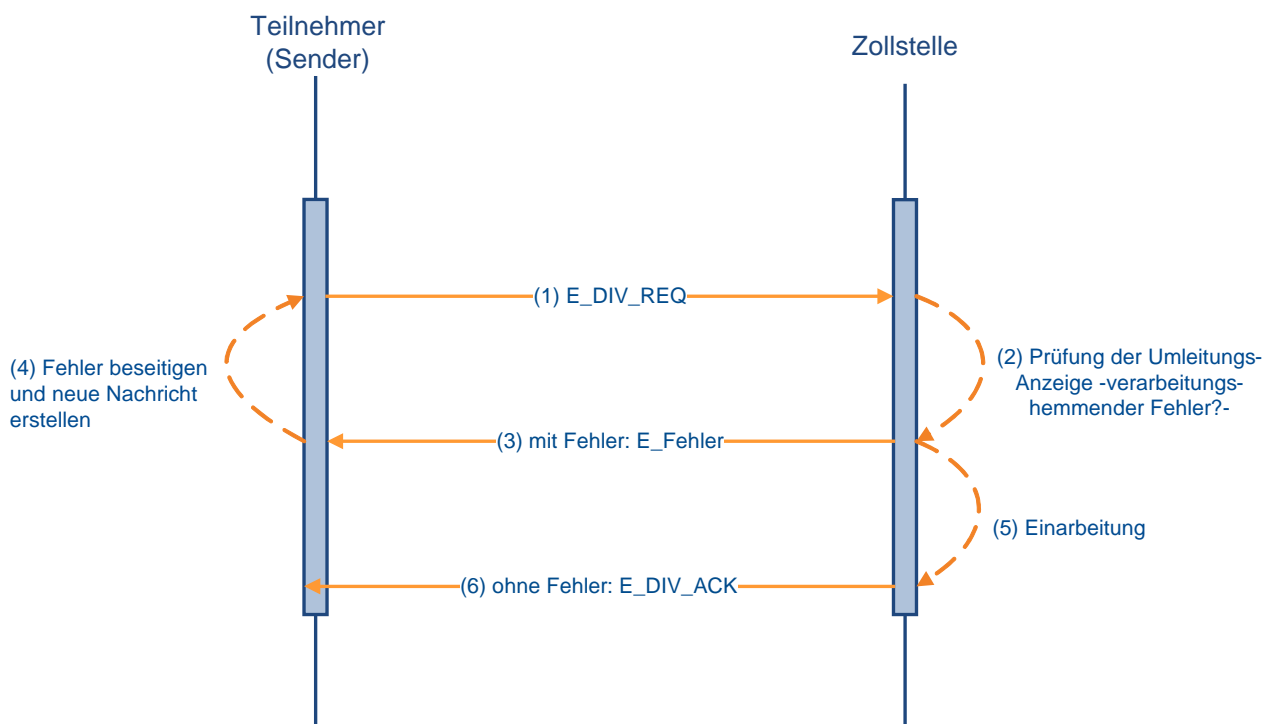 Teilnehmer
(Sender)
Zollstelle
(1) E_DIV_REQ
(2) Prüfung der Umleitungs-
Anzeige -verarbeitungs-
hemmender Fehler?-
(4) Fehler beseitigen
und neue Nachricht
erstellen
(3) mit Fehler: E_Fehler
(5) Einarbeitung
(6) ohne Fehler: E_DIV_ACK